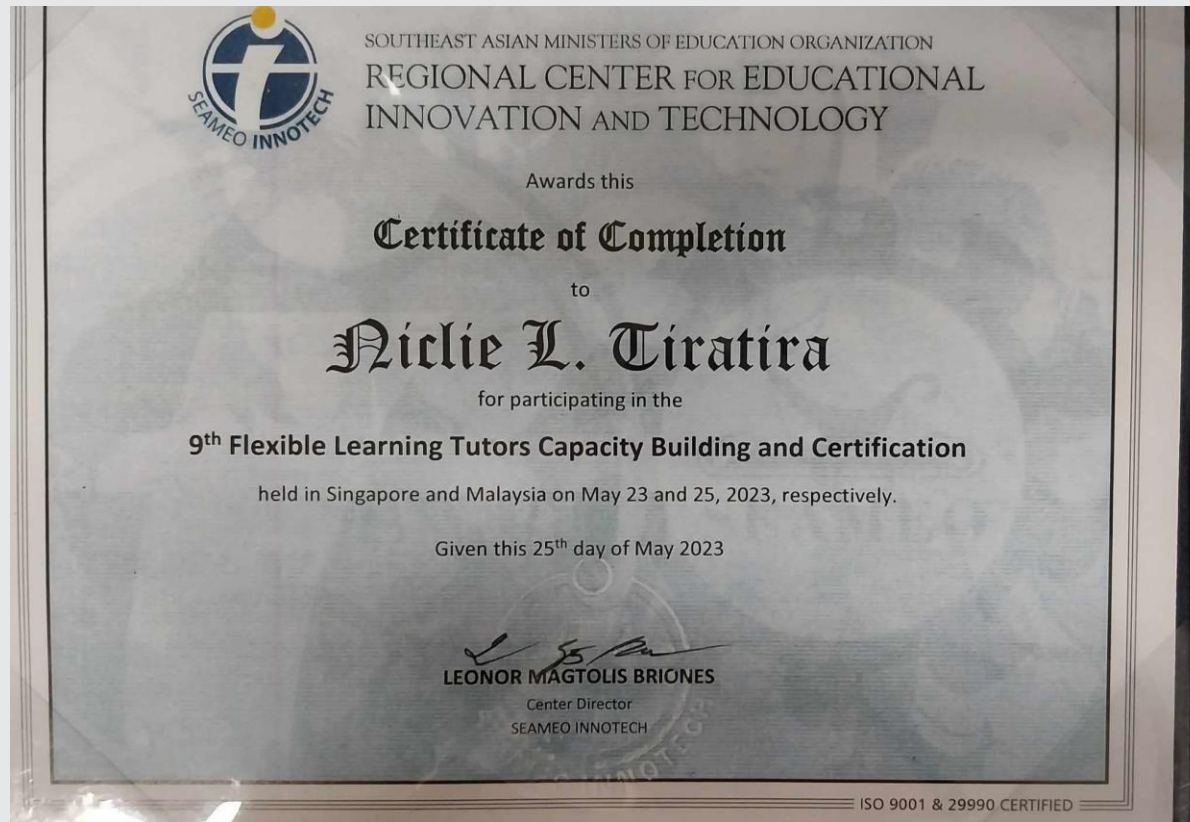 SEAMEO INNOTECH
SOUTHEAST ASIAN MINISTERS OF EDUCATION ORGANIZATION
REGIONAL CENTER FOR EDUCATIONAL
INNOVATION AND TECHNOLOGY
Awards this
Certificate of Completion
to
Niclie L. Tiratira
for participating in the
9th Flexible Learning Tutors Capacity Building and Certification
held in Singapore and Malaysia on May 23 and 25, 2023, respectively.
Given this 25th day of May 2023
LEONOR MAGTOLIS BRIONES
Center Director
SEAMEO INNOTECH
ISO 9001 & 29990 CERTIFIED